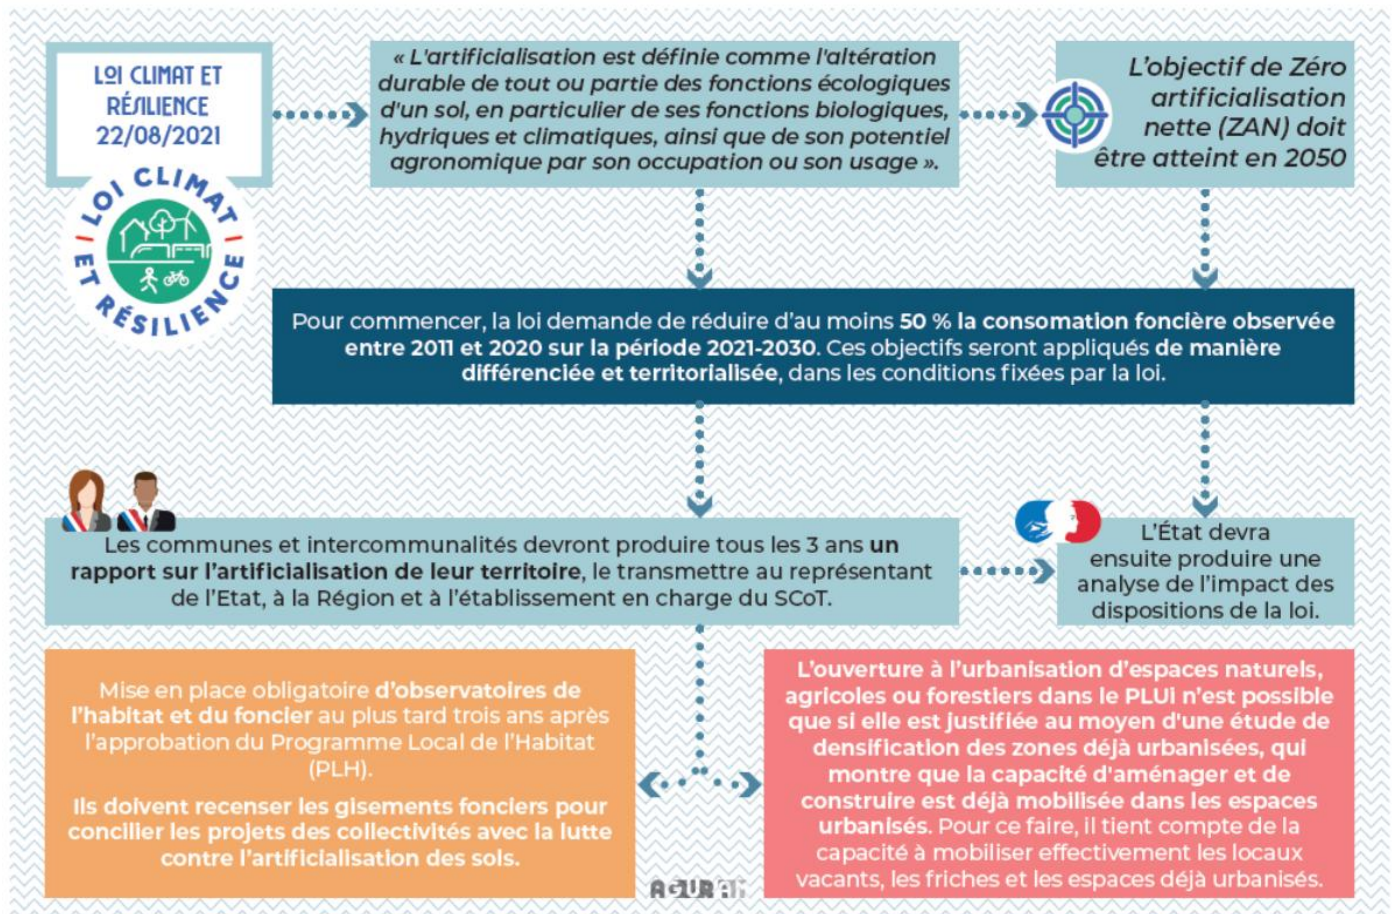 LOI CLIMAT ET
RÉSILIENCE
22/08/2021
LOI CLIMAT
ET RÉSILIENCE
« L'artificialisation est définie comme l'altération
durable de tout ou partie des fonctions écologiques
d'un sol, en particulier de ses fonctions biologiques,
hydriques et climatiques, ainsi que de son potentiel
agronomique par son occupation ou son usage ».
L'objectif de Zéro
artificialisation
nette (ZAN) doit
être atteint en 2050
Pour commencer, la loi demande de réduire d'au moins 50 % la consomation foncière observée
entre 2011 et 2020 sur la période 2021-2030. Ces objectifs seront appliqués de manière
différenciée et territorialisée, dans les conditions fixées par la loi.
Les communes et intercommunalités devront produire tous les 3 ans un
rapport sur l'artificialisation de leur territoire, le transmettre au représentant
de l'Etat, à la Région et à l'établissement en charge du SCoT.
L'État devra
ensuite produire une
analyse de l'impact des
dispositions de la loi.
Mise en place obligatoire d'observatoires de
l'habitat et du foncier au plus tard trois ans après
l'approbation du Programme Local de l'Habitat
(PLH).
Ils doivent recenser les gisements fonciers pour
concilier les projets des collectivités avec la lutte
contre l'artificialisation des sols.
L'ouverture à l'urbanisation d'espaces naturels,
agricoles ou forestiers dans le PLUi n'est possible
que si elle est justifiée au moyen d'une étude de
densification des zones déjà urbanisées, qui
montre que la capacité d'aménager et de
construire est déjà mobilisée dans les espaces
urbanisés. Pour ce faire, il tient compte de la
capacité à mobiliser effectivement les locaux
vacants, les friches et les espaces déjà urbanisés.